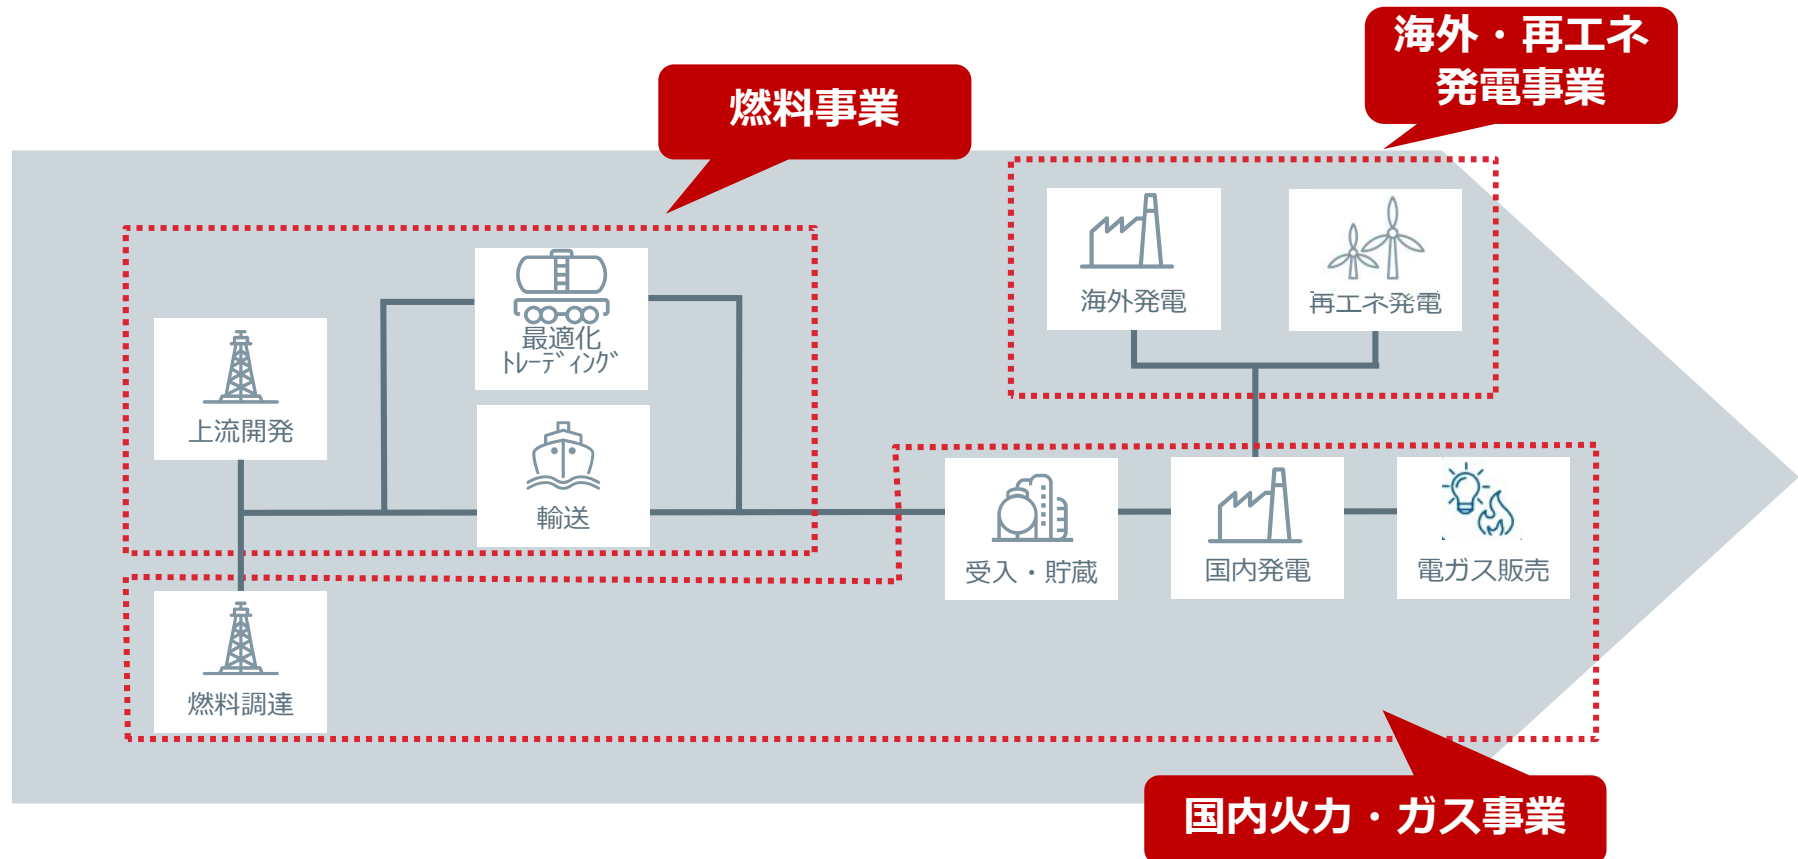 海外・再エネ
発電事業
燃料事業
海外発電
再エネ発電
最適化
ﾄﾚｰﾃﾞｨﾝｸﾞ
上流開発
輸送
受入・貯蔵
国内発電
電ガス販売
燃料調達
国内火力・ガス事業